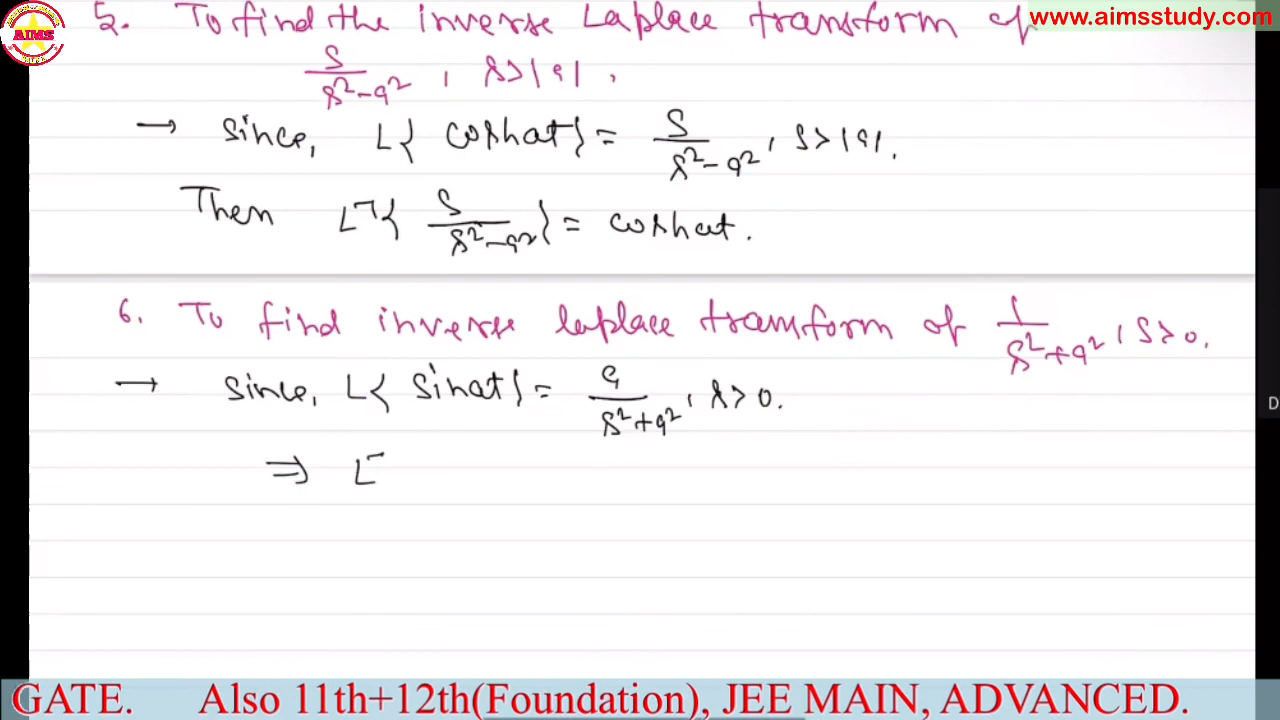 www.aimsstudy.com
AIMS
5. To find the inverse Laplace transform of
S/(s²-a²), s>|a|.
→ Since, L{coshat} = S/(s²-a²), s>|a|.
Then L⁻¹{S/(s²-a²)} = coshat.
6. To find inverse laplace transform of 1/(s²+a²), s>0.
→ Since, L{sinat} = a/(s²+a²), s>0.
⇒ L⁻
D
GATE. Also 11th+12th(Foundation), JEE MAIN, ADVANCED.